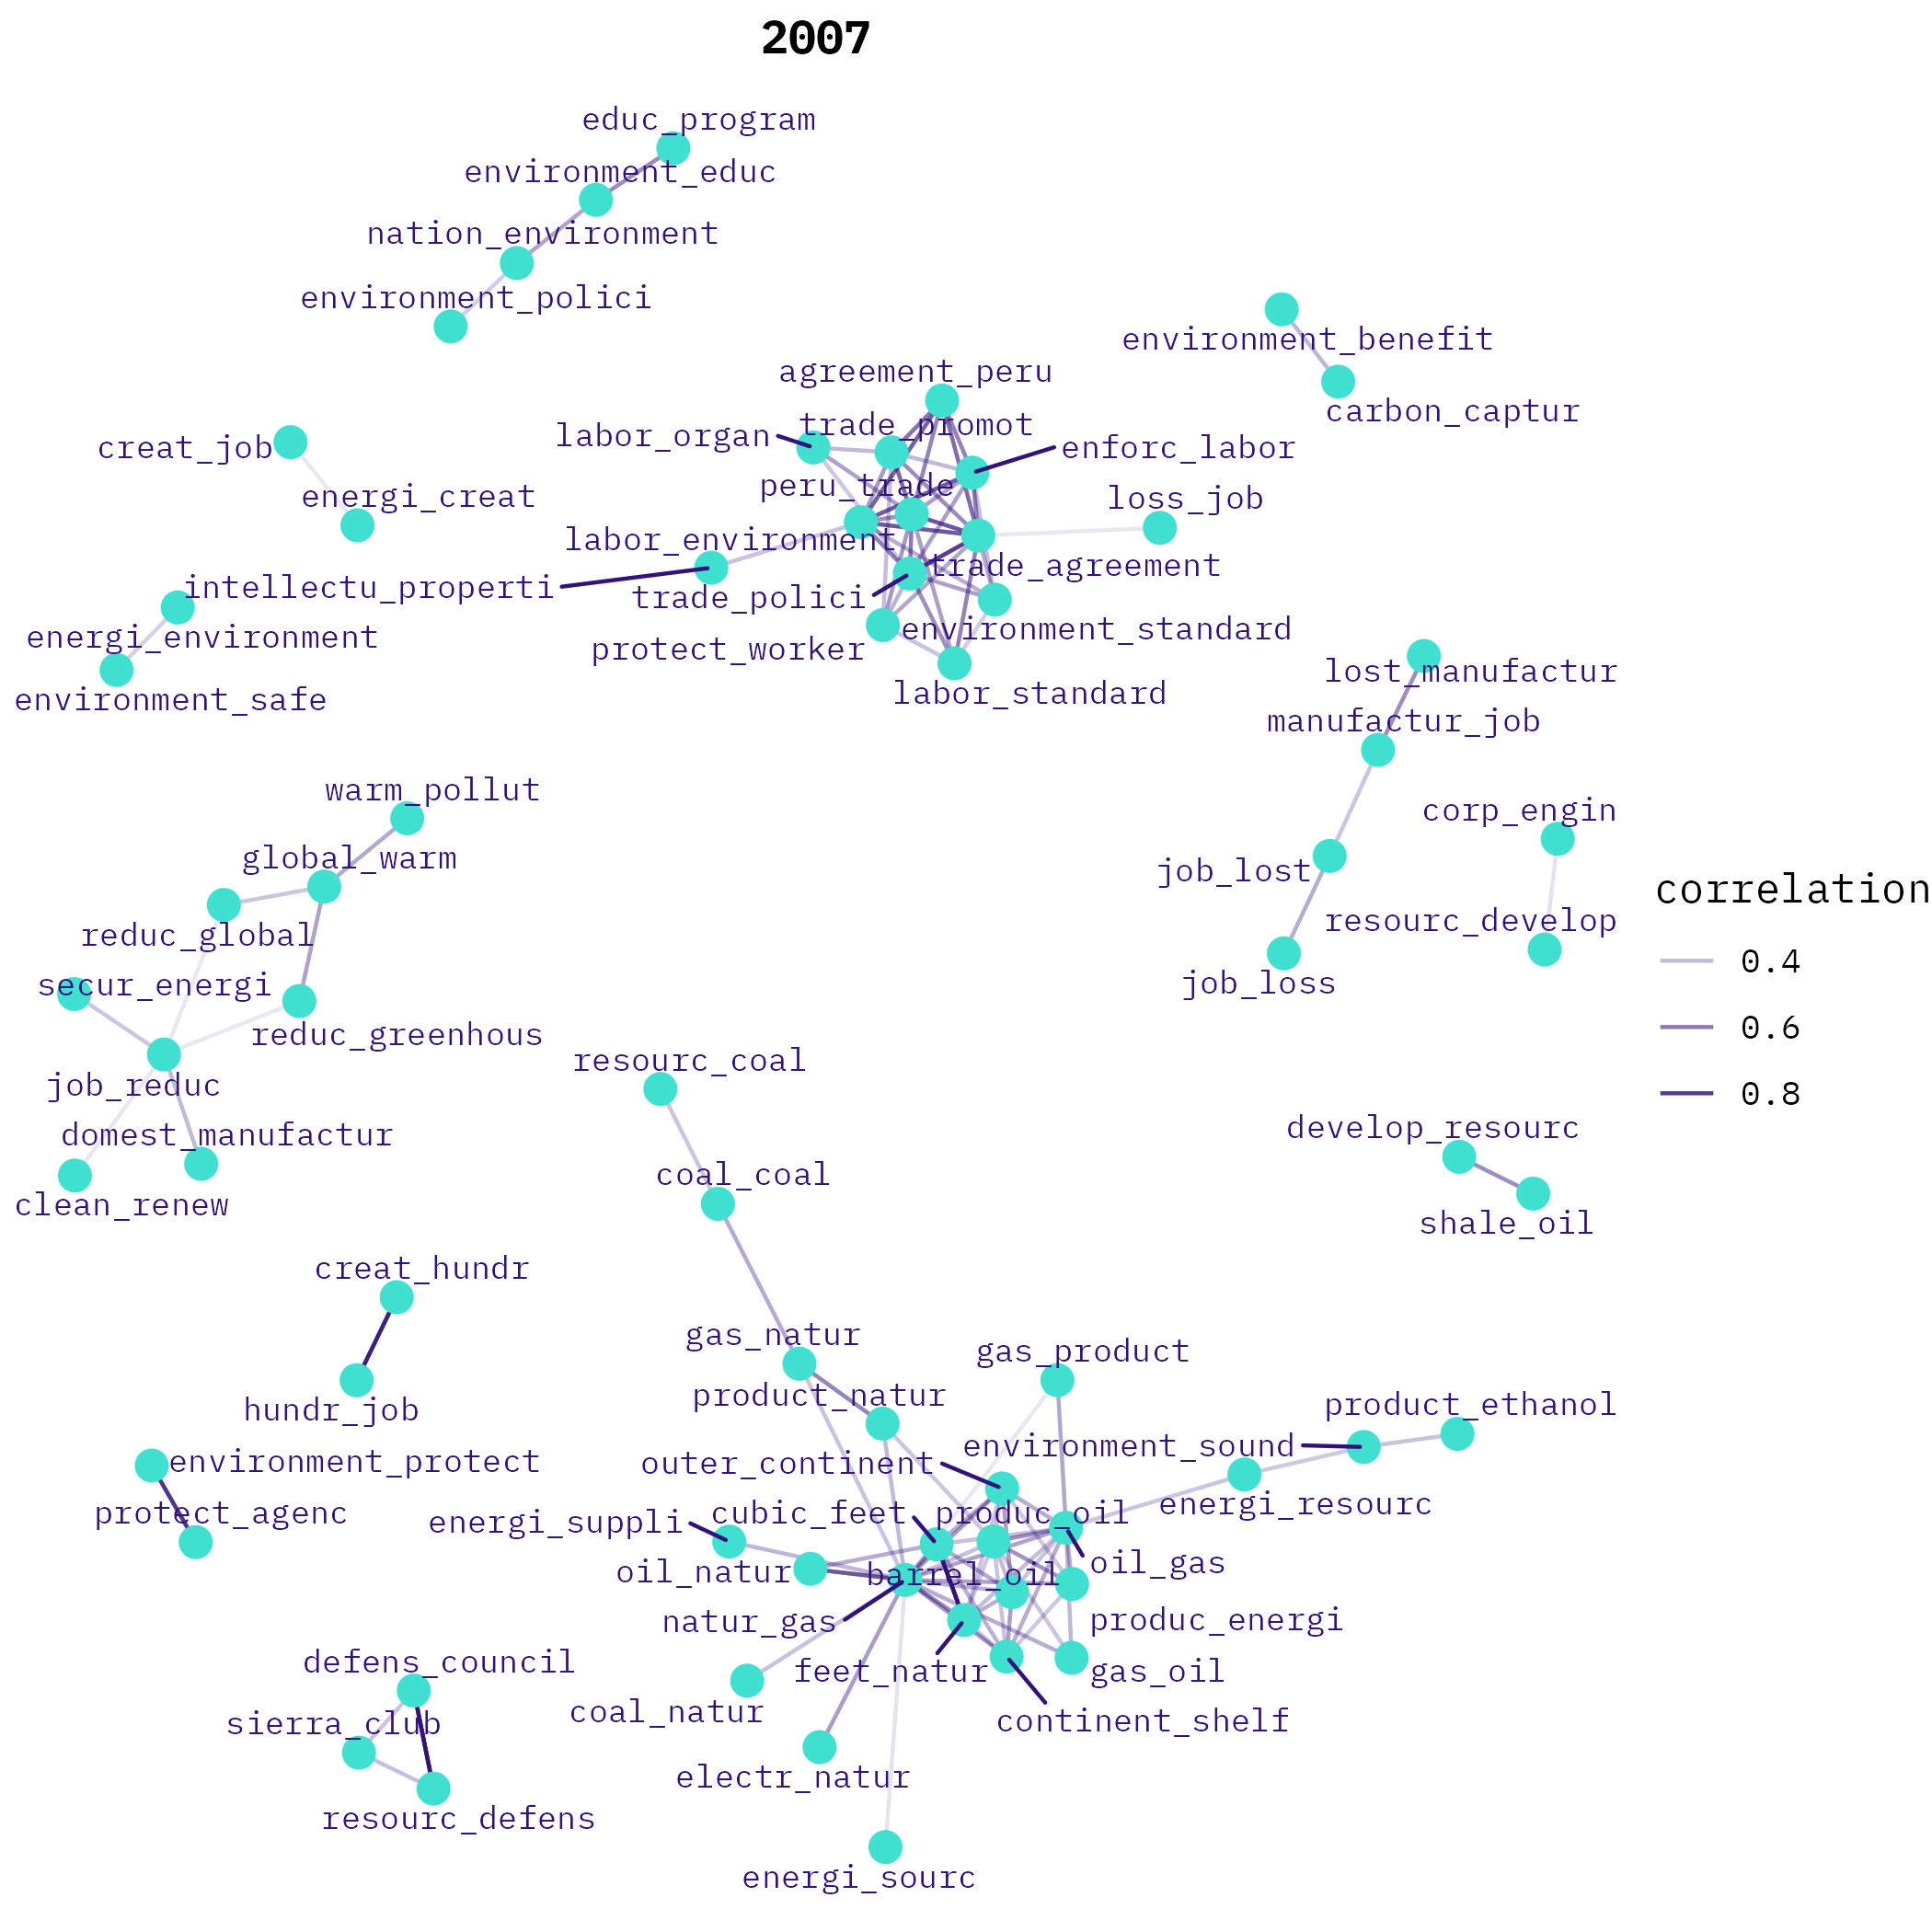 2007
educ_program
environment_educ
nation_environment
environment_polici
environment_benefit
agreement_peru
carbon_captur
trade_promot
labor_organ
enforc_labor
creat_job
peru_trade
energi_creat
loss_job
labor_environment
trade_agreement
intellectu_properti
trade_polici
environment_standard
energi_environment
protect_worker
lost_manufactur
labor_standard
environment_safe
manufactur_job
warm_pollut
corp_engin
global_warm
job_lost
correlation
resourc_develop
reduc_global
0.4
secur_energi
job_loss
0.6
reduc_greenhous
resourc_coal
job_reduc
0.8
develop_resourc
domest_manufactur
coal_coal
clean_renew
shale_oil
creat_hundr
gas_natur
gas_product
product_natur
product_ethanol
hundr_job
environment_sound
environment_protect
outer_continent
energi_resourc
protect_agenc
cubic_feet
produc_oil
energi_suppli
oil_gas
oil_natur
barrel_oil
natur_gas
produc_energi
defens_council
feet_natur
gas_oil
coal_natur
continent_shelf
sierra_club
electr_natur
resourc_defens
energi_sourc